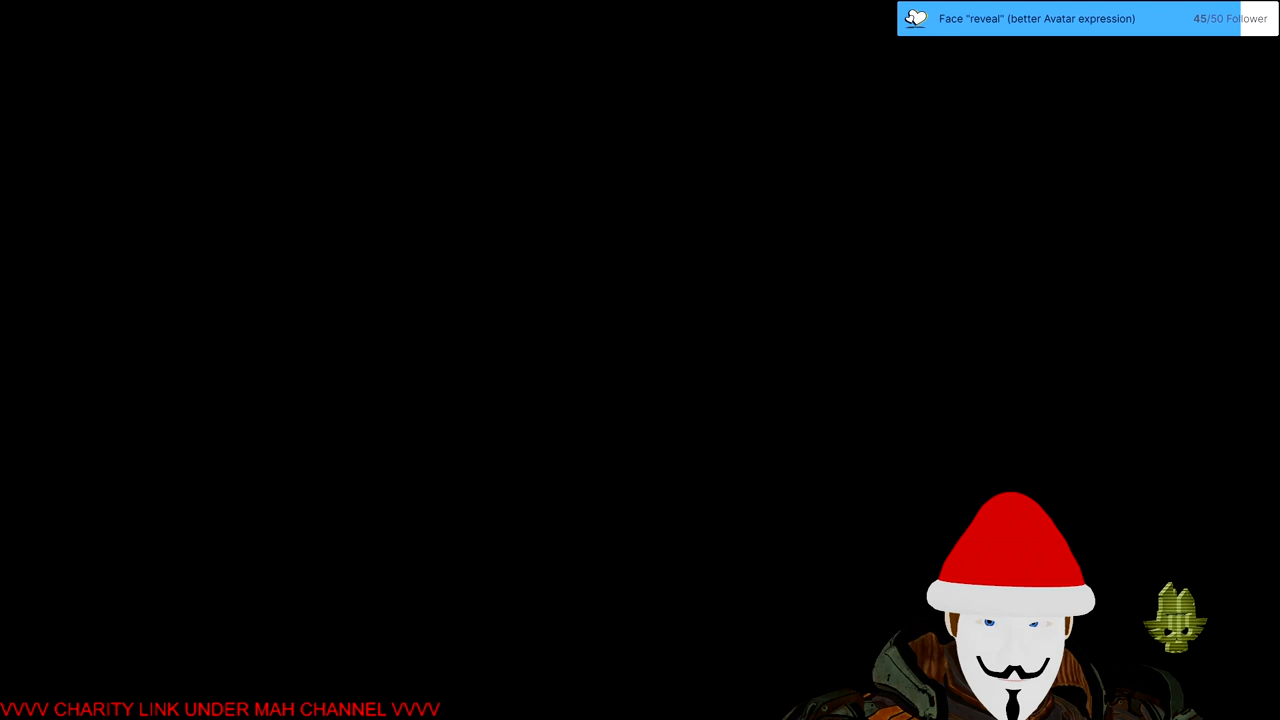 Face "reveal" (better Avatar expression) 45/50 Follower
VVVV CHARITY LINK UNDER MAH CHANNEL VVVV